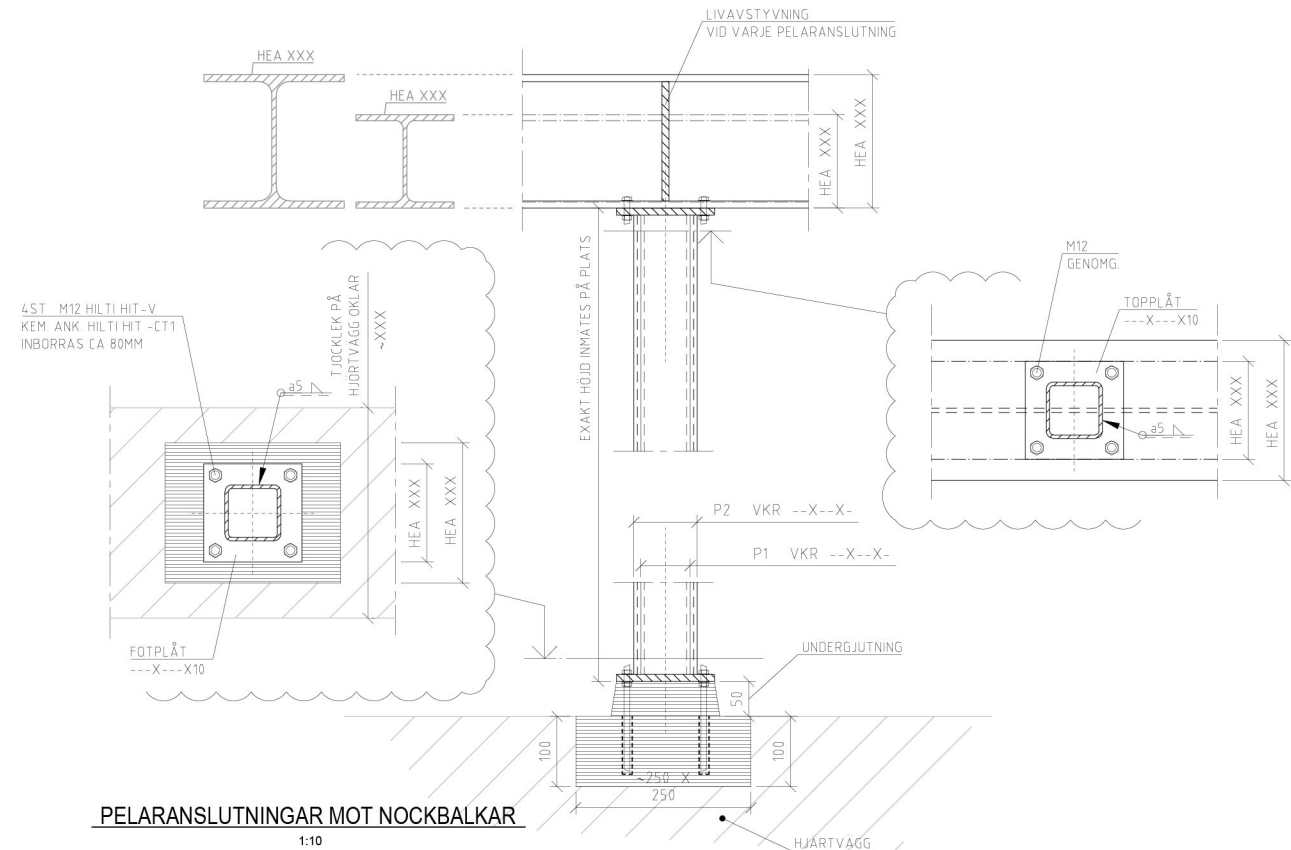 LIVAVSTYVNING
VID VARJE PELARANSLUTNING
HEA XXX
HEA XXX
HEA XXX
HEA XXX
M12
GENOMG.
TOPPLÅT
---X---X10
a5
HEA XXX
HEA XXX
4ST M12 HILTI HIT-V
KEM. ANK. HILTI HIT -CT1
INBORRAS CA 80MM
TJOCKLEK PÅ
HJORTVÄGG OKLAR
~XXX
a5
HEA XXX
HEA XXX
FOTPLÅT
---X---X10
EXAKT HÖJD INMÄTES PÅ PLATS
P2 VKR --X--X-
P1 VKR --X--X-
UNDERGJUTNING
50
100
100
~250 X
250
HJÄRTVÄGG
PELARANSLUTNINGAR MOT NOCKBALKAR
1:10